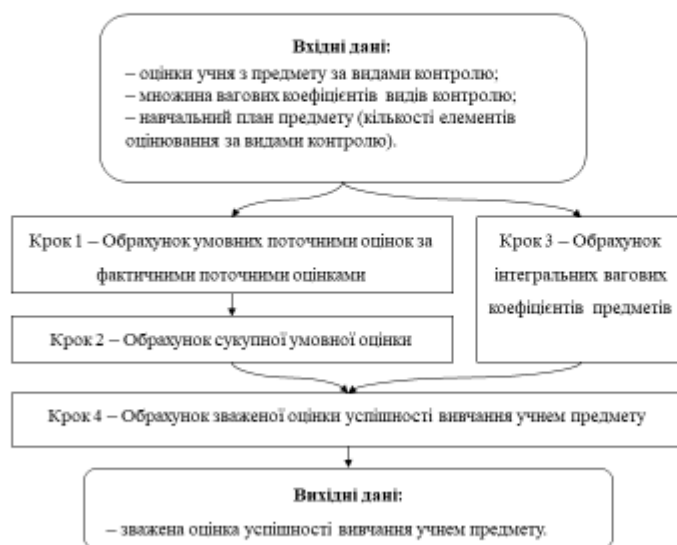 Вхідні дані:
– оцінки учня з предмету за видами контролю;
– множина вагових коефіцієнтів видів контролю;
– навчальний план предмету (кількості елементів
оцінювання за видами контролю).
Крок 1 – Обрахунок умовних поточними оцінок за
фактичними поточними оцінками
Крок 3 – Обрахунок
інтегральних вагових
коефіцієнтів предметів
Крок 2 – Обрахунок сукупної умовної оцінки
Крок 4 – Обрахунок зваженої оцінки успішності вивчання учнем предмету
Вихідні дані:
– зважена оцінка успішності вивчання учнем предмету.